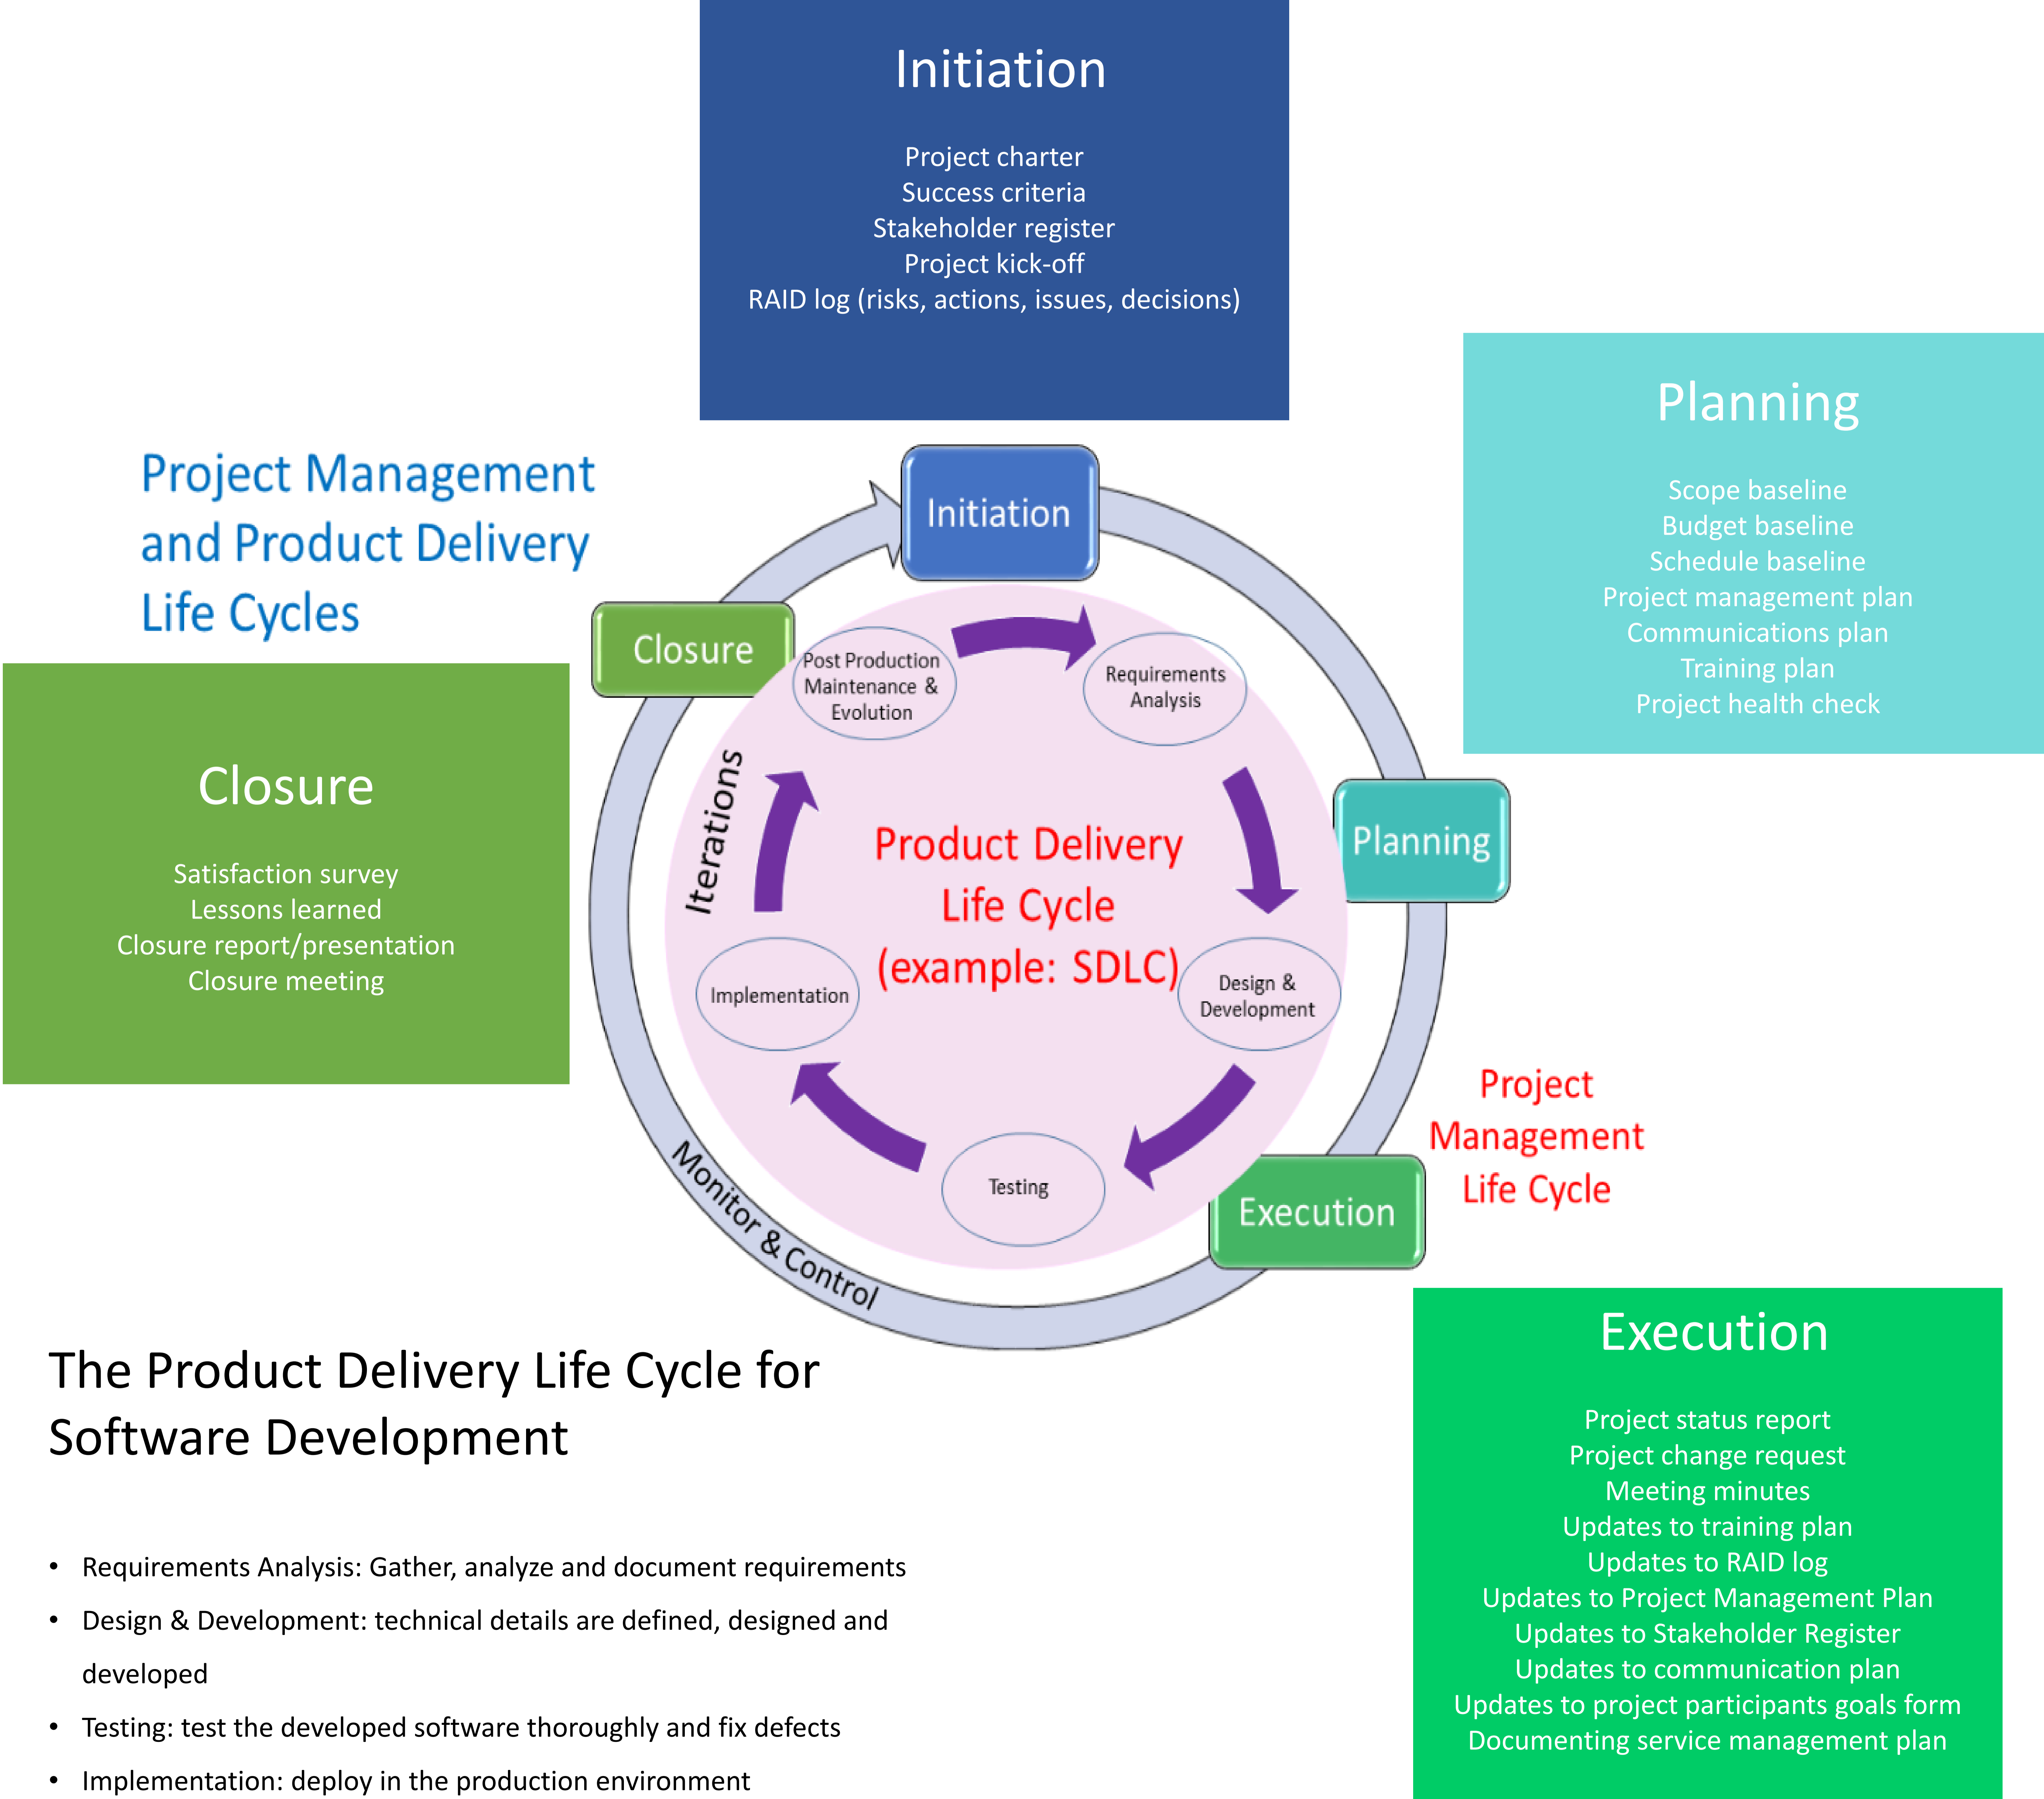 Initiation
Project charter
Success criteria
Stakeholder register
Project kick-off
RAID log (risks, actions, issues, decisions)
Planning
Scope baseline
Budget baseline
Schedule baseline
Project management plan
Communications plan
Training plan
Project health check
Project Management
and Product Delivery
Life Cycles
Initiation
Closure
Post Production
Maintenance &
Evolution
Requirements
Analysis
Iterations
Planning
Product Delivery
Life Cycle
(example: SDLC)
Implementation
Design &
Development
Testing
Execution
Monitor & Control
Project
Management
Life Cycle
Closure
Satisfaction survey
Lessons learned
Closure report/presentation
Closure meeting
Execution
Project status report
Project change request
Meeting minutes
Updates to training plan
Updates to RAID log
Updates to Project Management Plan
Updates to Stakeholder Register
Updates to communication plan
Updates to project participants goals form
Documenting service management plan
The Product Delivery Life Cycle for
Software Development
• Requirements Analysis: Gather, analyze and document requirements
• Design & Development: technical details are defined, designed and
developed
• Testing: test the developed software thoroughly and fix defects
• Implementation: deploy in the production environment